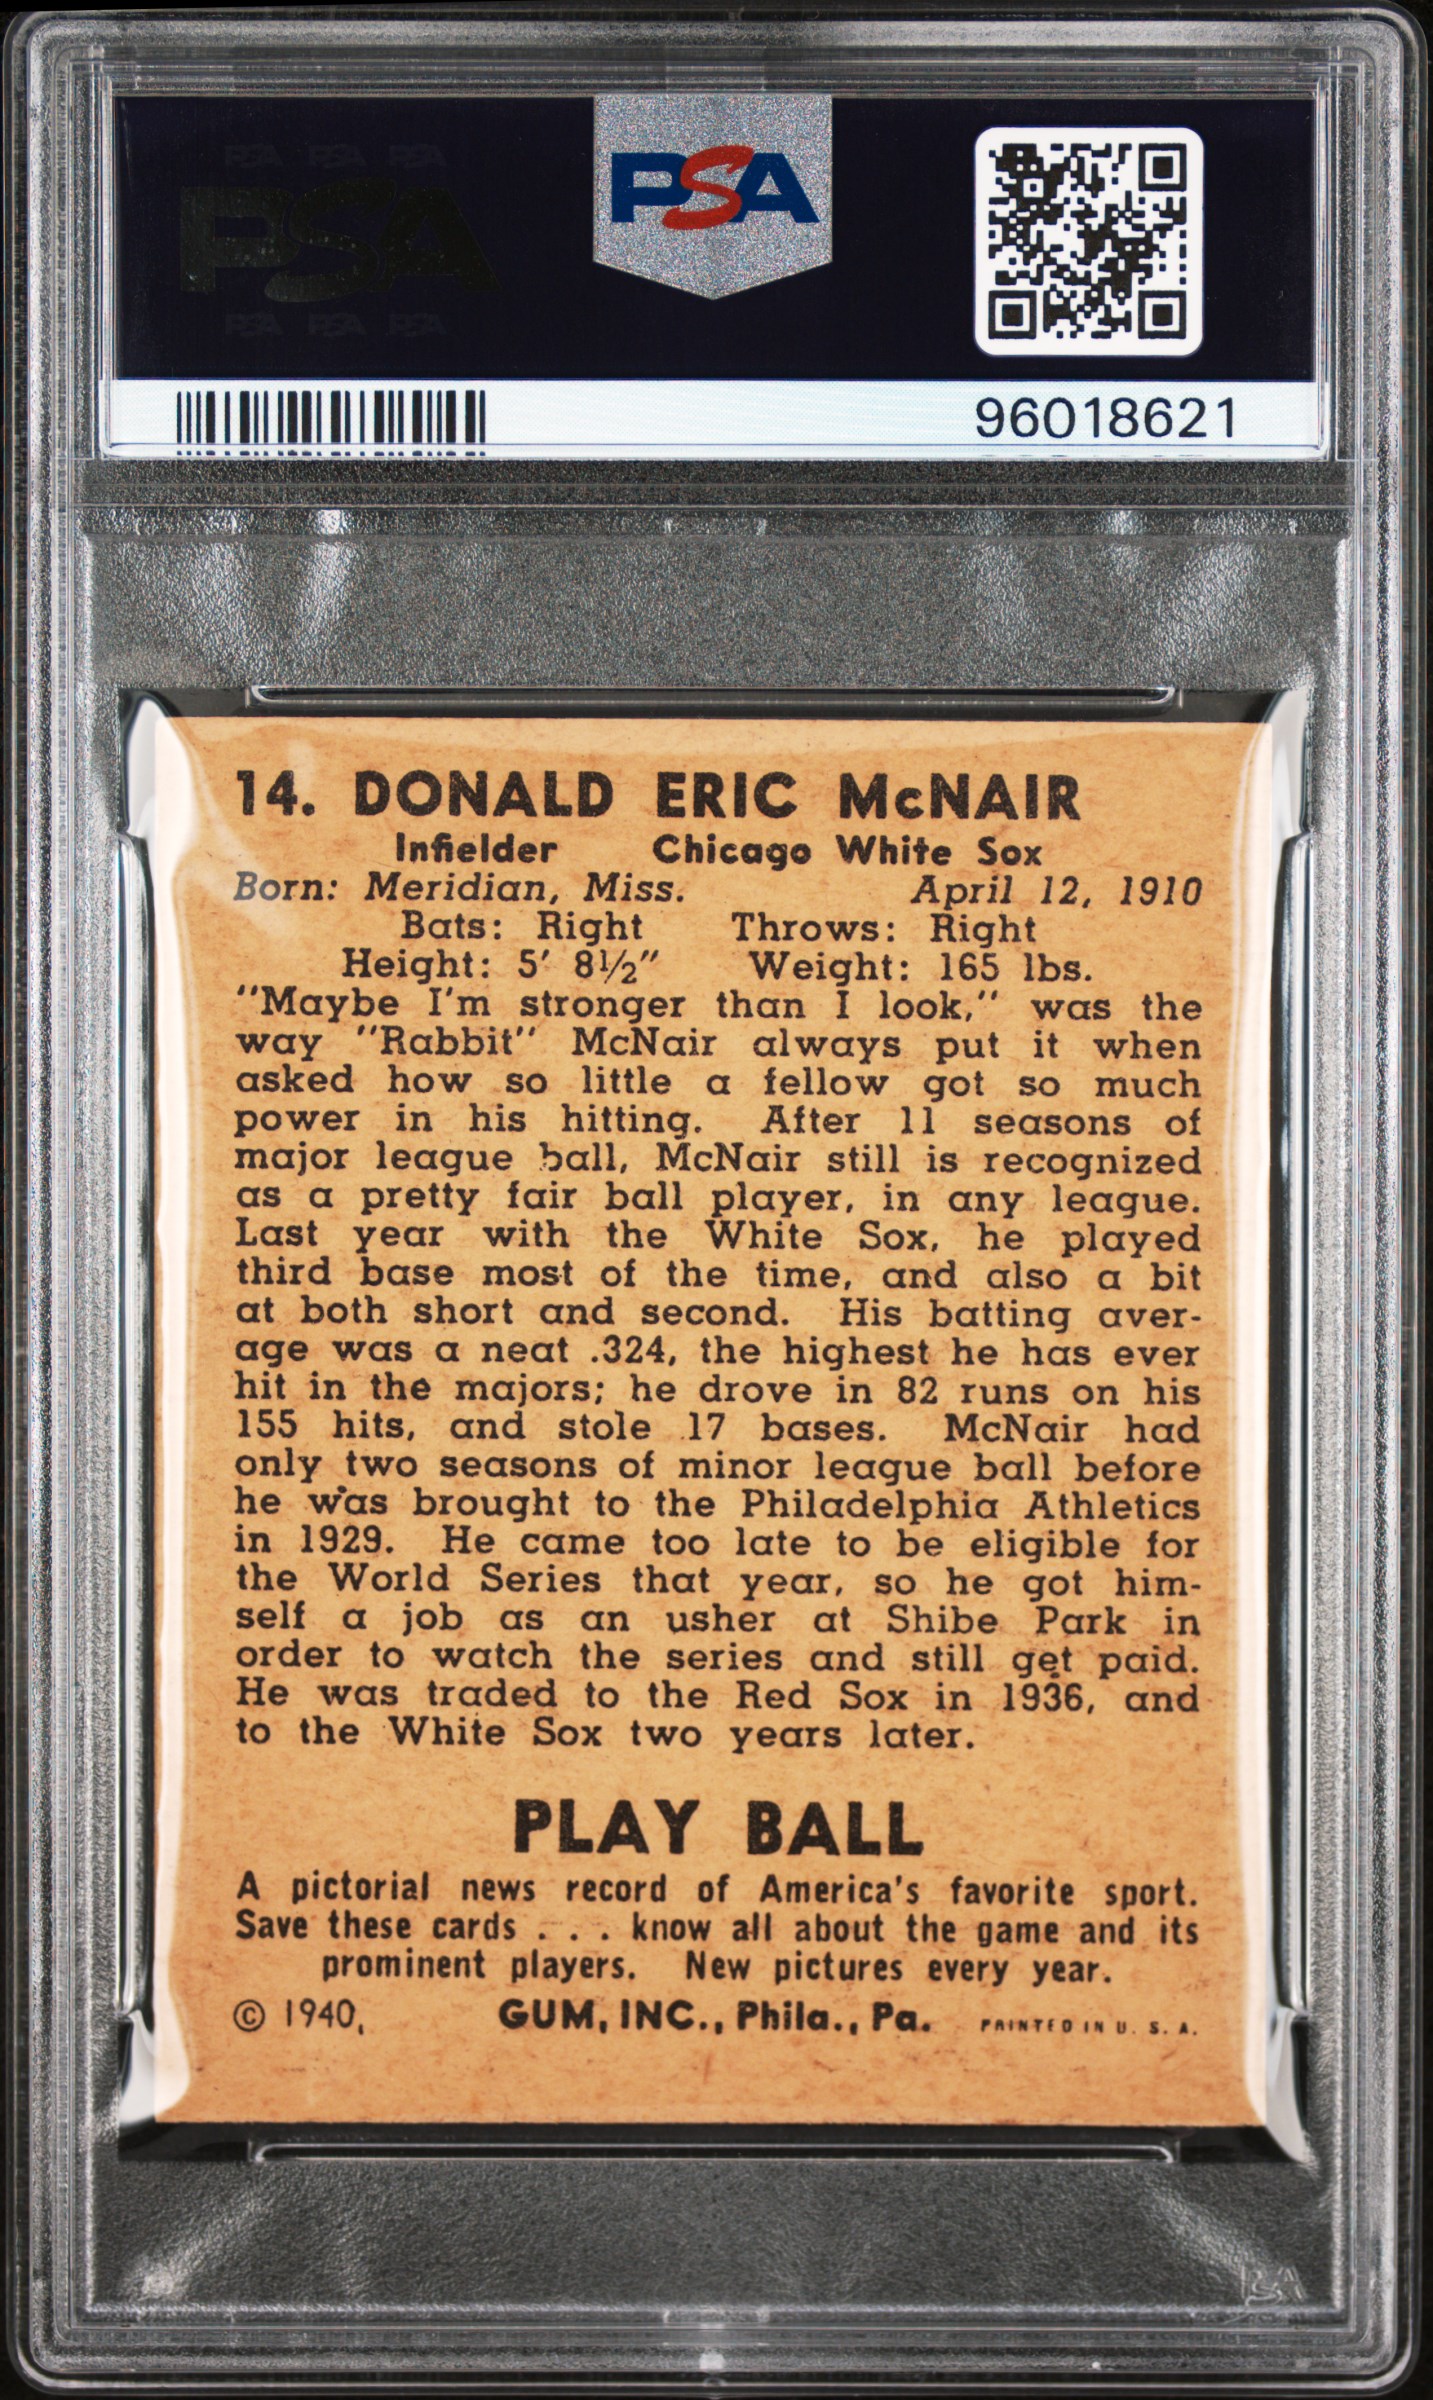 PSA PSA PSA
PSA
PSA PSA PSA
PSA
96018621
14. DONALD ERIC McNAIR
Infielder Chicago White Sox
Born: Meridian, Miss. April 12, 1910
Bats: Right Throws: Right
Height: 5′ 8½″ Weight: 165 lbs.
"Maybe I'm stronger than I look," was the
way "Rabbit" McNair always put it when
asked how so little a fellow got so much
power in his hitting. After 11 seasons of
major league ball, McNair still is recognized
as a pretty fair ball player, in any league.
Last year with the White Sox, he played
third base most of the time, and also a bit
at both short and second. His batting aver-
age was a neat .324, the highest he has ever
hit in the majors; he drove in 82 runs on his
155 hits, and stole 17 bases. McNair had
only two seasons of minor league ball before
he was brought to the Philadelphia Athletics
in 1929. He came too late to be eligible for
the World Series that year, so he got him-
self a job as an usher at Shibe Park in
order to watch the series and still get paid.
He was traded to the Red Sox in 1936, and
to the White Sox two years later.
PLAY BALL
A pictorial news record of America's favorite sport.
Save these cards . . . know all about the game and its
prominent players. New pictures every year.
© 1940, GUM, INC., Phila., Pa. PRINTED IN U. S. A.
PSA